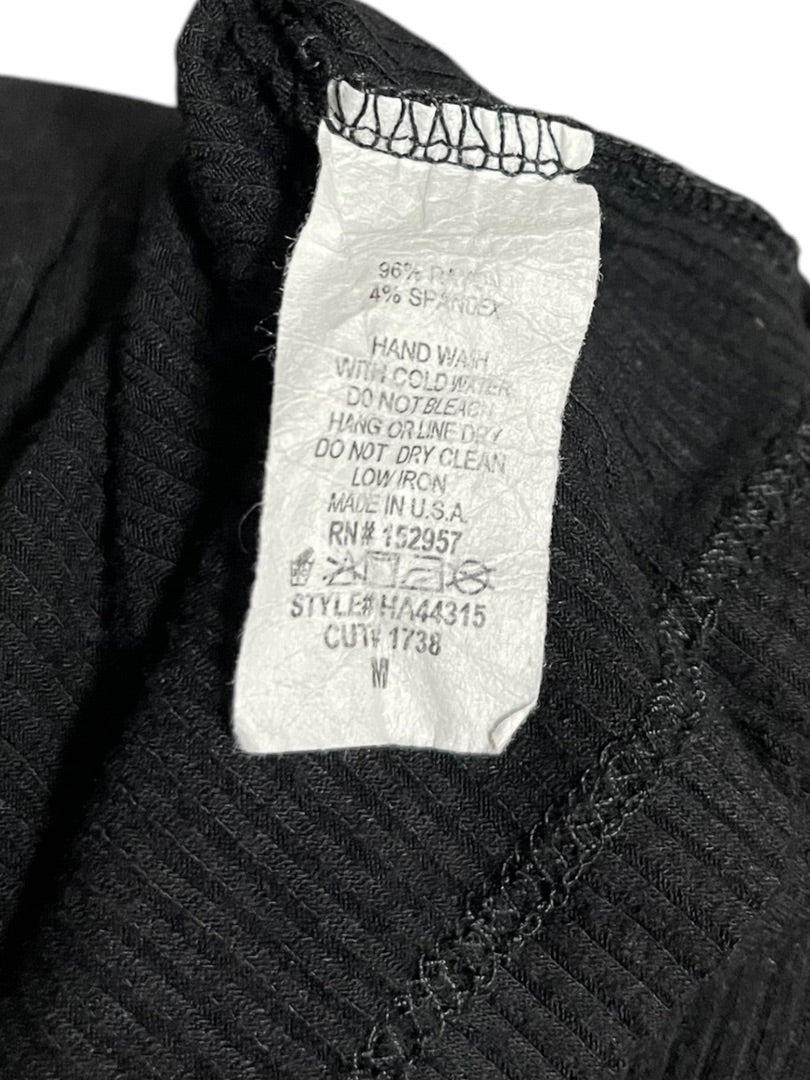 96% RAYON
4% SPANDEX
HAND WASH
WITH COLD WATER
DO NOT BLEACH
HANG OR LINE DRY
DO NOT DRY CLEAN
LOW IRON
MADE IN U.S.A.
RN# 152957
STYLE# HA44315
CUT# 1738
M